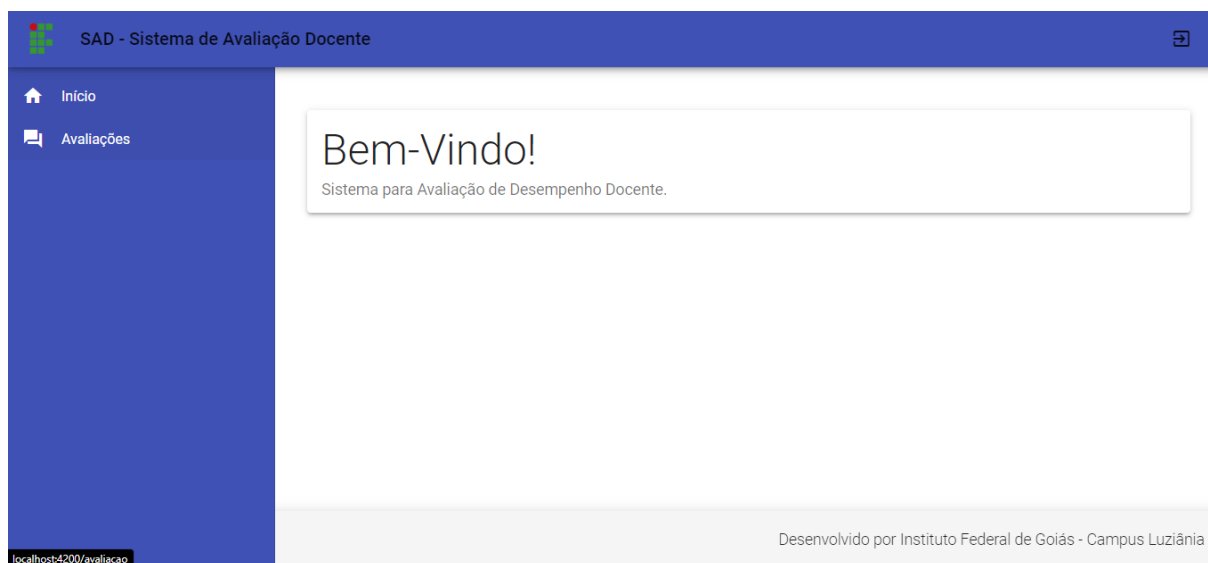 SAD - Sistema de Avaliação Docente
Início
Avaliações
Bem-Vindo!
Sistema para Avaliação de Desempenho Docente.
Desenvolvido por Instituto Federal de Goiás - Campus Luziânia
localhost:4200/avaliacao